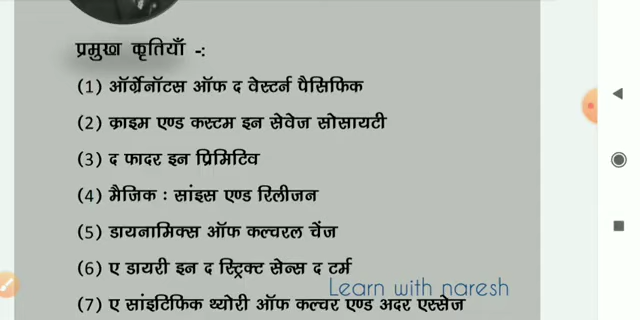 प्रमुख कृतियाँ -:
(1) ऑर्ग्रेनॉटस ऑफ द वेस्टर्न पैसिफिक
(2) क्राइम एण्ड कस्टम इन सेवेज सोसायटी
(3) द फादर इन प्रिमिटिव
(4) मैजिक : सांइस एण्ड रिलीजन
(5) डायनामिक्स ऑफ कल्चरल चेंज
(6) ए डायरी इन द स्ट्रिक्ट सेन्स द टर्म
Learn with naresh
(7) ए सांइटिफिक थ्योरी ऑफ कल्चर एण्ड अदर एस्सेज